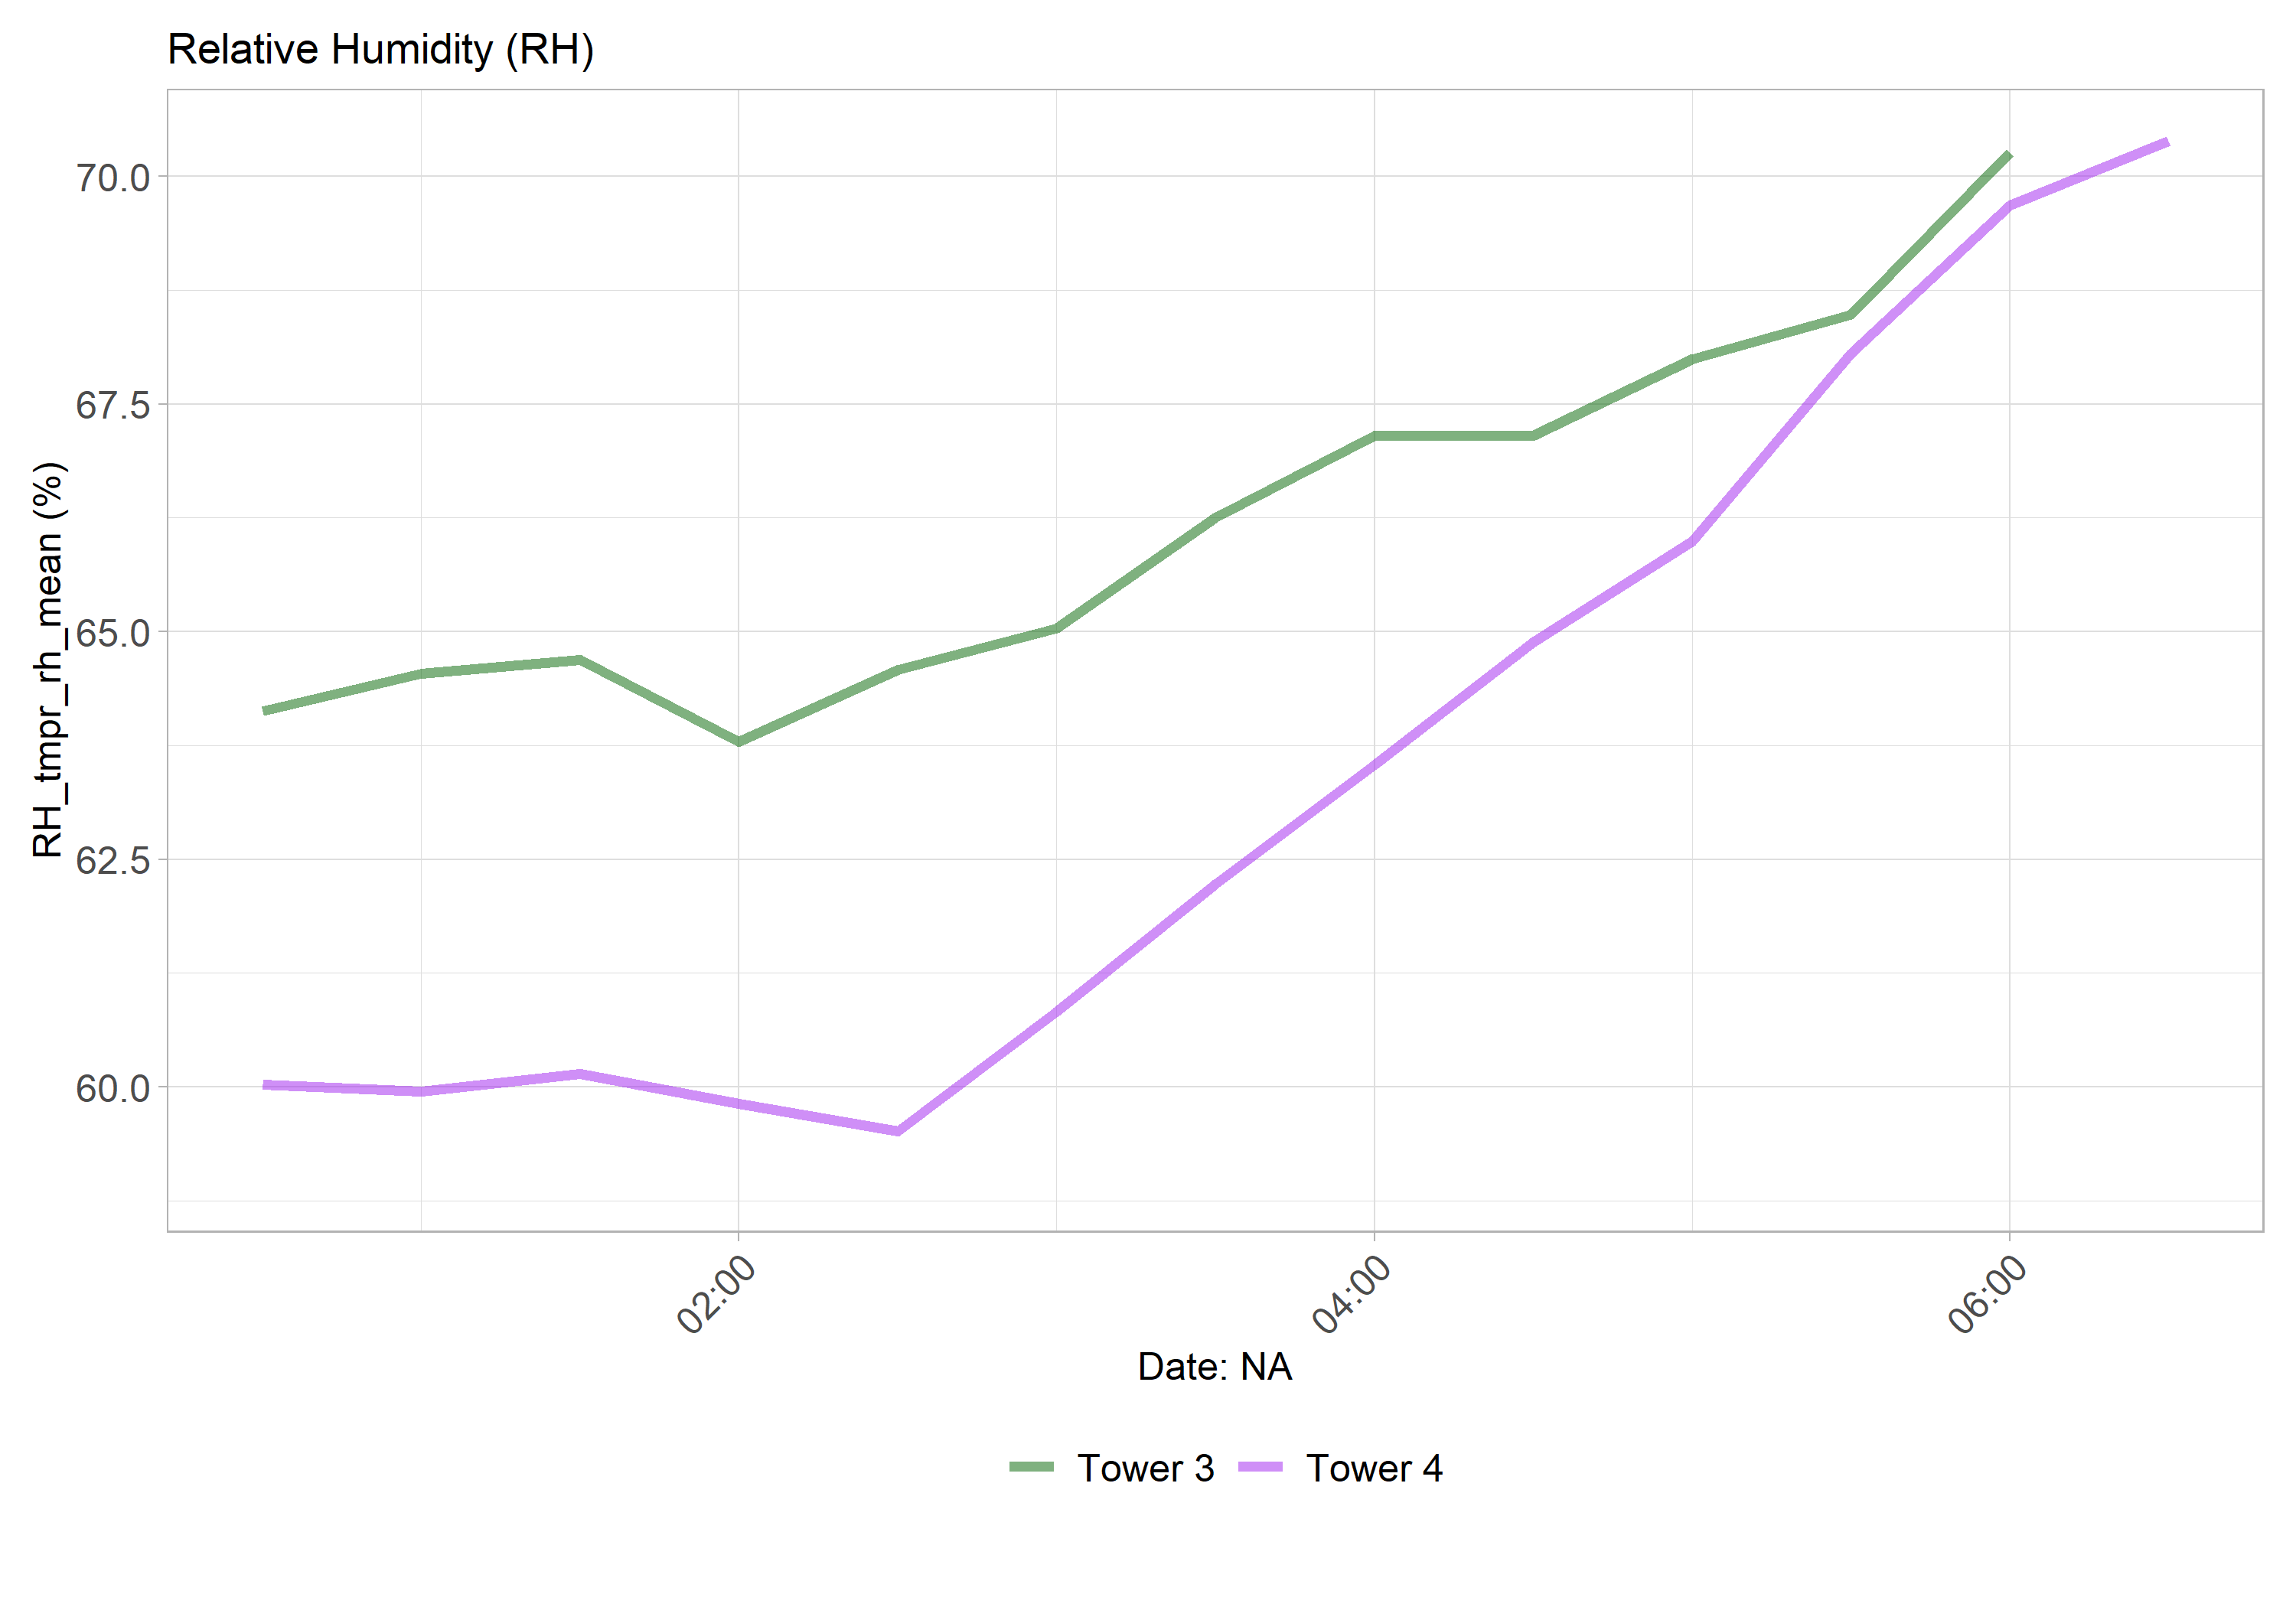 Relative Humidity (RH)
RH_tmpr_rh_mean (%)
70.0
67.5
65.0
62.5
60.0
02:00
04:00
06:00
Date: NA
Tower 3
Tower 4